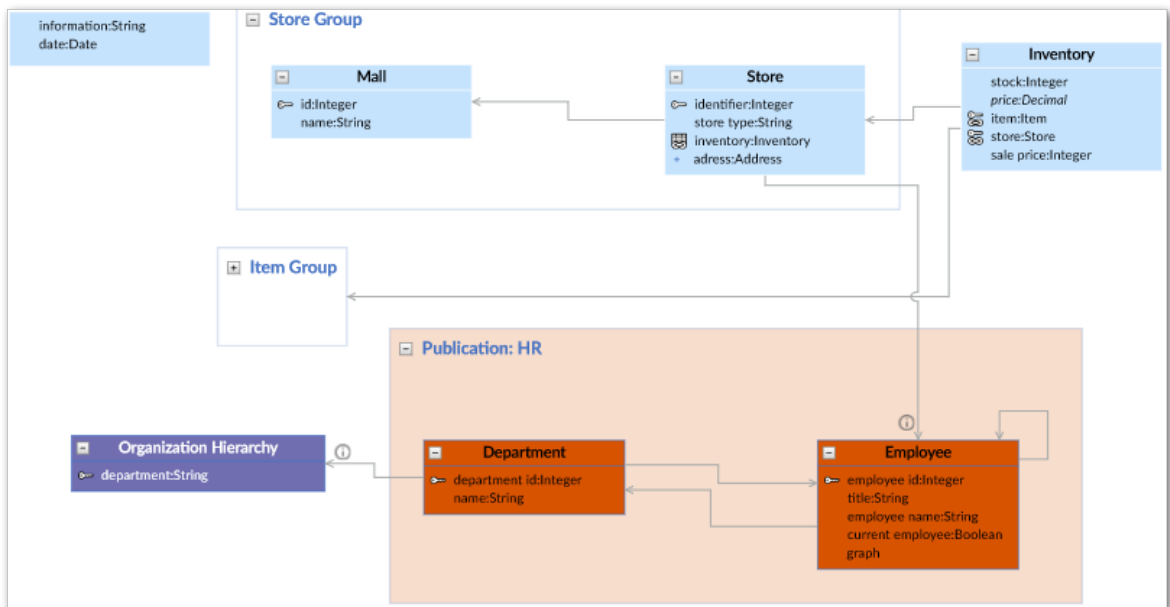 information:String
date:Date
Store Group
Mall
id:Integer
name:String
Store
identifier:Integer
store type:String
inventory:Inventory
adress:Address
Inventory
stock:Integer
price:Decimal
item:Item
store:Store
sale price:Integer
Item Group
Publication: HR
Organization Hierarchy
department:String
Department
department id:Integer
name:String
Employee
employee id:Integer
title:String
employee name:String
current employee:Boolean
graph